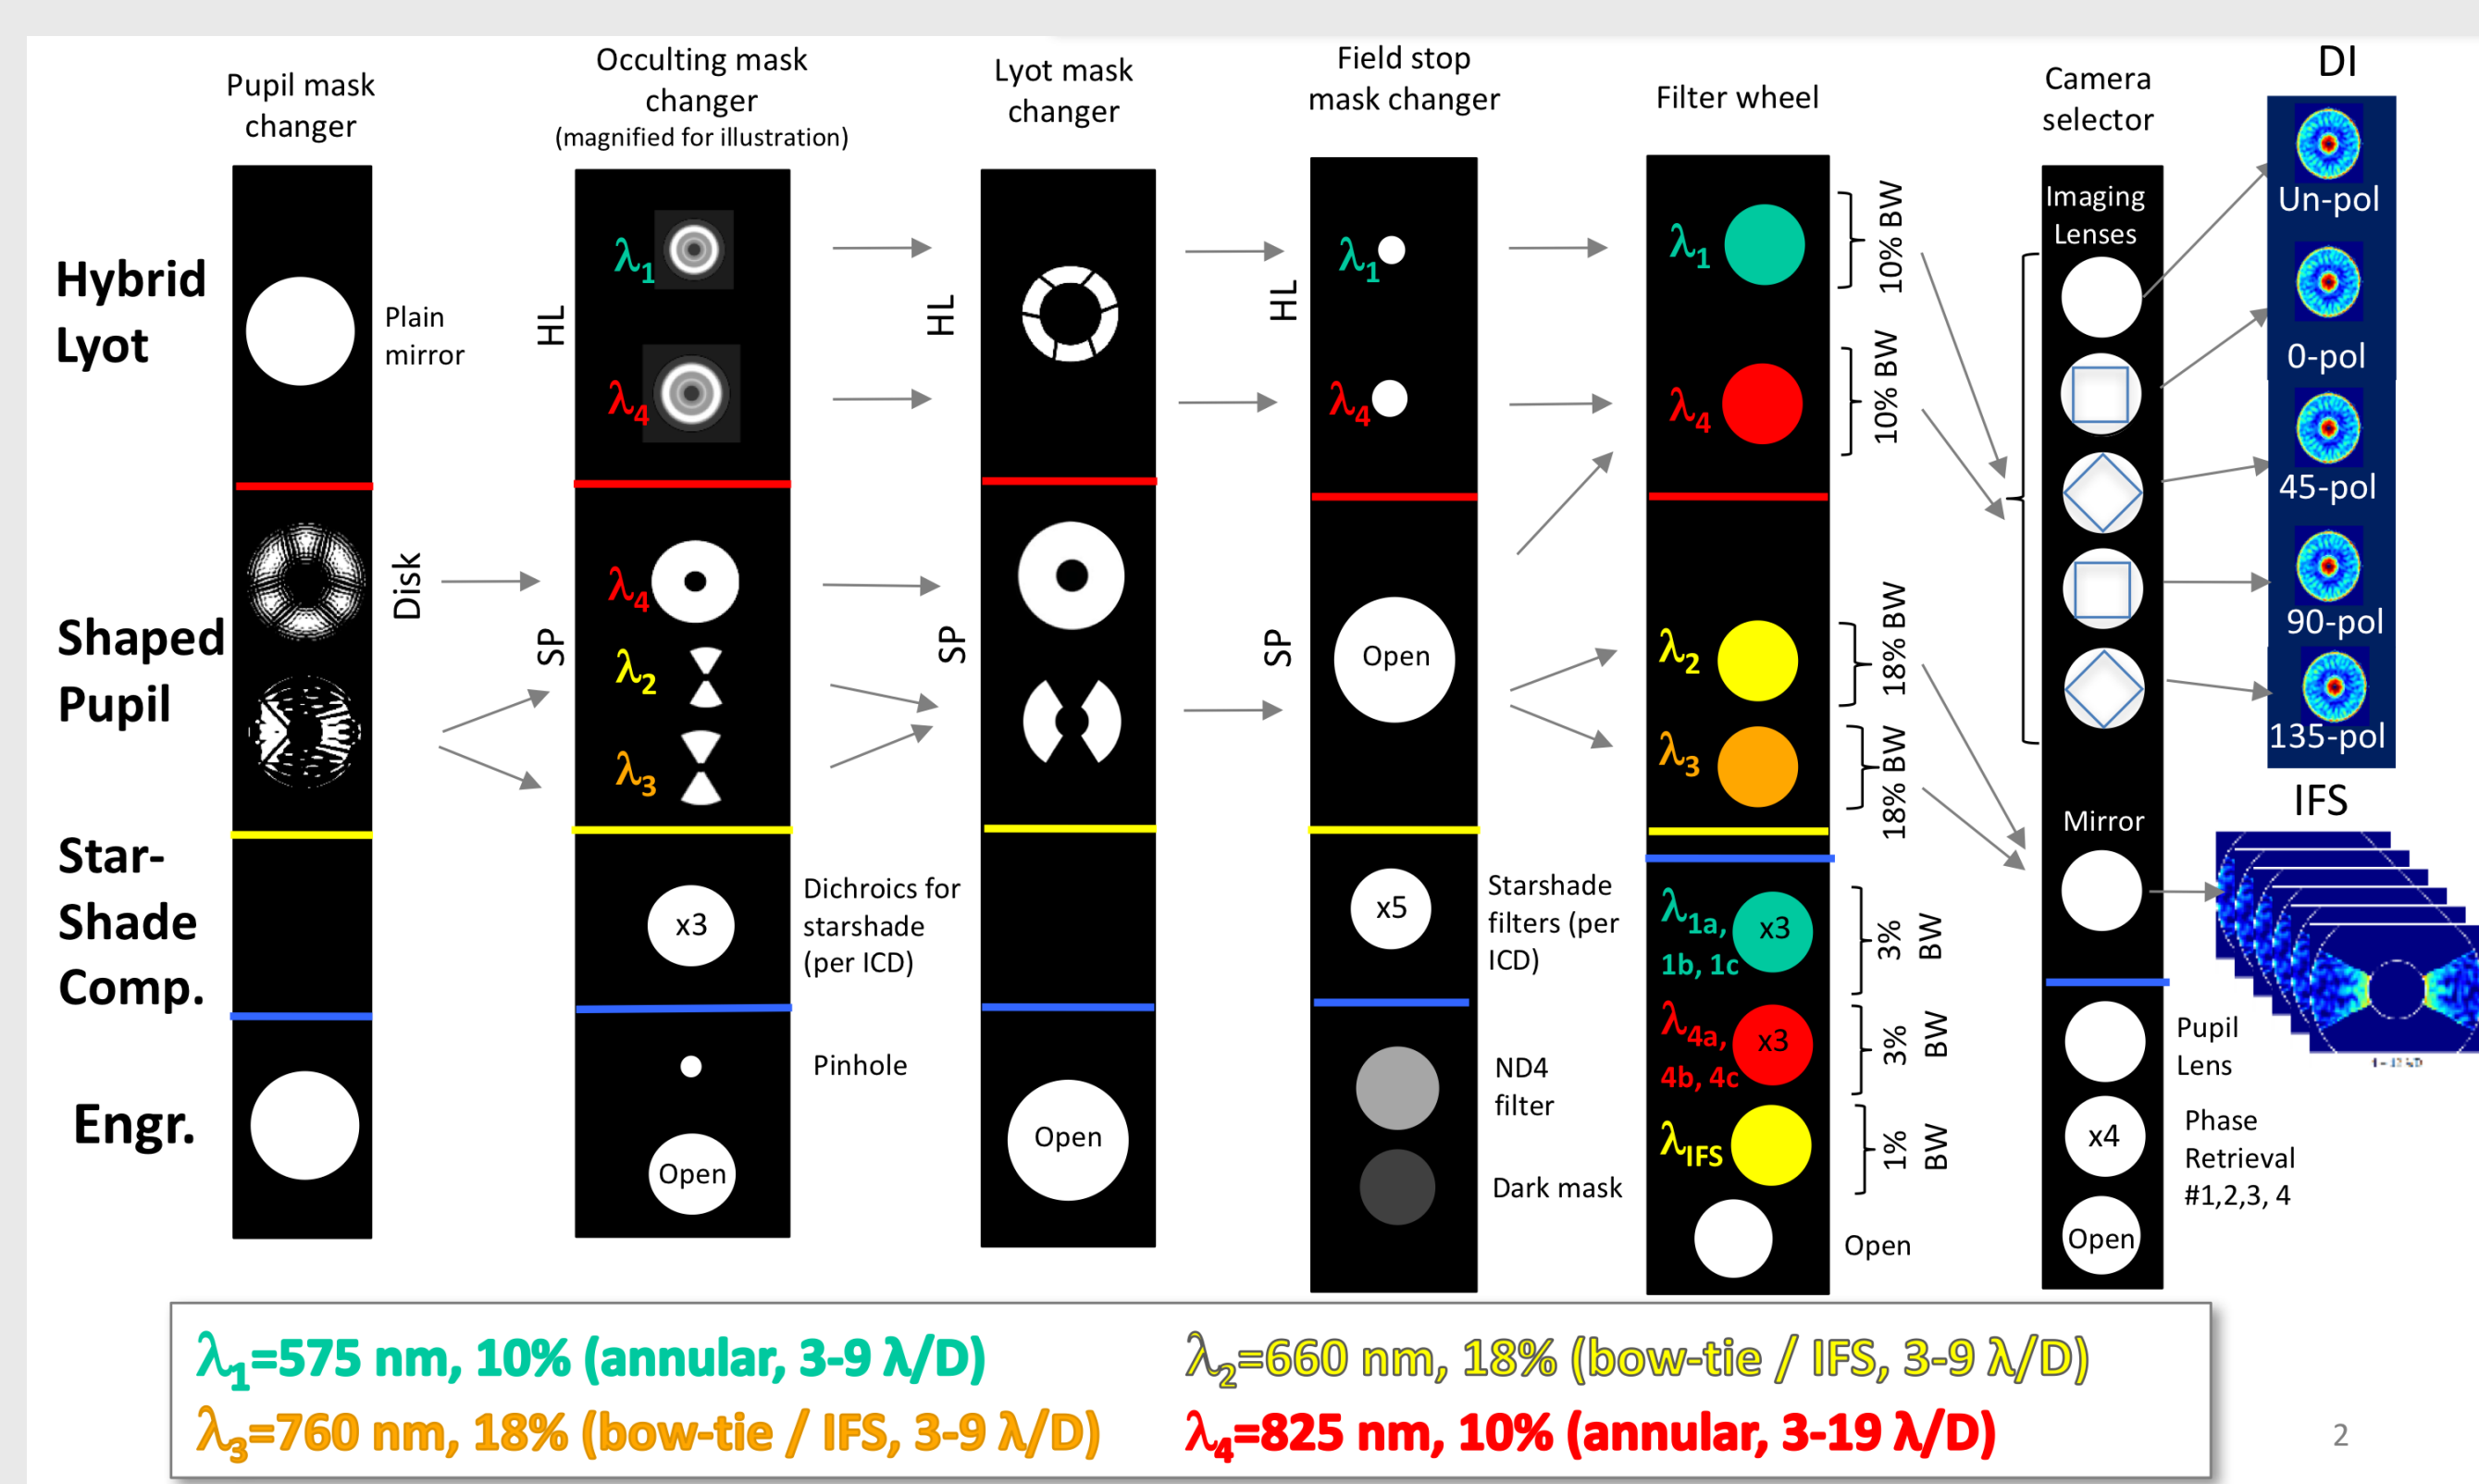 Pupil mask
changer
Occulting mask
changer
(magnified for illustration)
Lyot mask
changer
Field stop
mask changer
Filter wheel
Camera
selector
DI
Hybrid
Lyot
Plain
mirror
HL
λ1
λ4
HL
HL
λ1
λ4
λ1
10% BW
λ4
10% BW
Imaging
Lenses
Un-pol
0-pol
45-pol
90-pol
135-pol
Shaped
Pupil
Disk
SP
λ4
λ2
λ3
SP
SP
Open
λ2
18% BW
λ3
18% BW
Mirror
IFS
Star-
Shade
Comp.
x3
Dichroics for
starshade
(per ICD)
x5
Starshade
filters (per
ICD)
λ1a,
1b, 1c
x3
3%
BW
λ4a,
4b, 4c
x3
3%
BW
λIFS
1%
BW
Open
Engr.
Pinhole
Open
Open
ND4
filter
Dark mask
Pupil
Lens
x4
Phase
Retrieval
#1,2,3, 4
Open
λ1=575 nm, 10% (annular, 3-9 λ/D)
λ2=660 nm, 18% (bow-tie / IFS, 3-9 λ/D)
λ3=760 nm, 18% (bow-tie / IFS, 3-9 λ/D)
λ4=825 nm, 10% (annular, 3-19 λ/D)
2